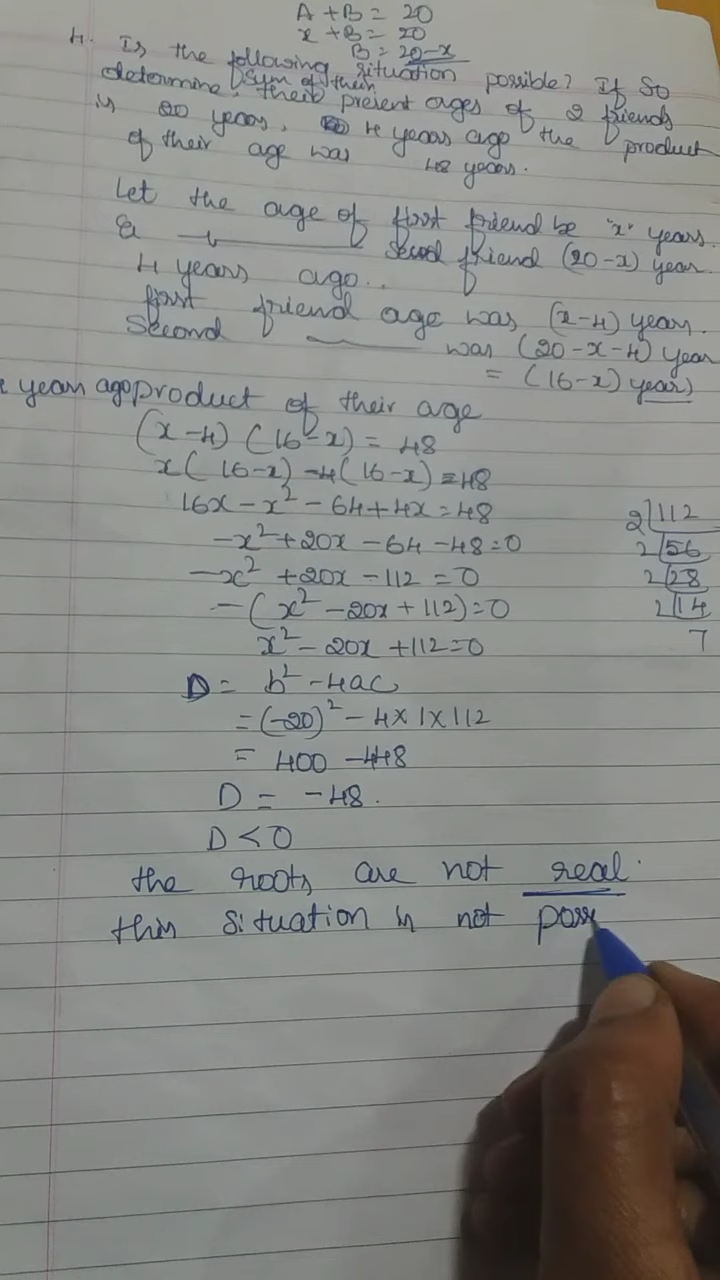 A + B = 20
x + B = 20
B = 20 - x
4. Is the following situation possible? If so
determine their present ages of 2 friends
sum of their
is 20 years, 4 years ago the product
of their age was 48 years.
Let the age of first friend be "x" years.
& second friend (20-x) year.
4 years ago..
first friend age was (x-4) years.
Second was (20-x-4) year
= (16-x) years
year ago product of their age
(x-4) (16-x) = 48
x(16-x) -4(16-x) = 48
16x - x² - 64 + 4x = 48
-x² + 20x - 64 - 48 = 0
-x² + 20x - 112 = 0
-(x² - 20x + 112) = 0
x² - 20x + 112 = 0
2 112
2 56
2 28
2 14
7
D = b² - 4ac
= (-20)² - 4 x 1 x 112
= 400 - 448
D = -48.
D < 0
the roots are not real.
this situation is not poss